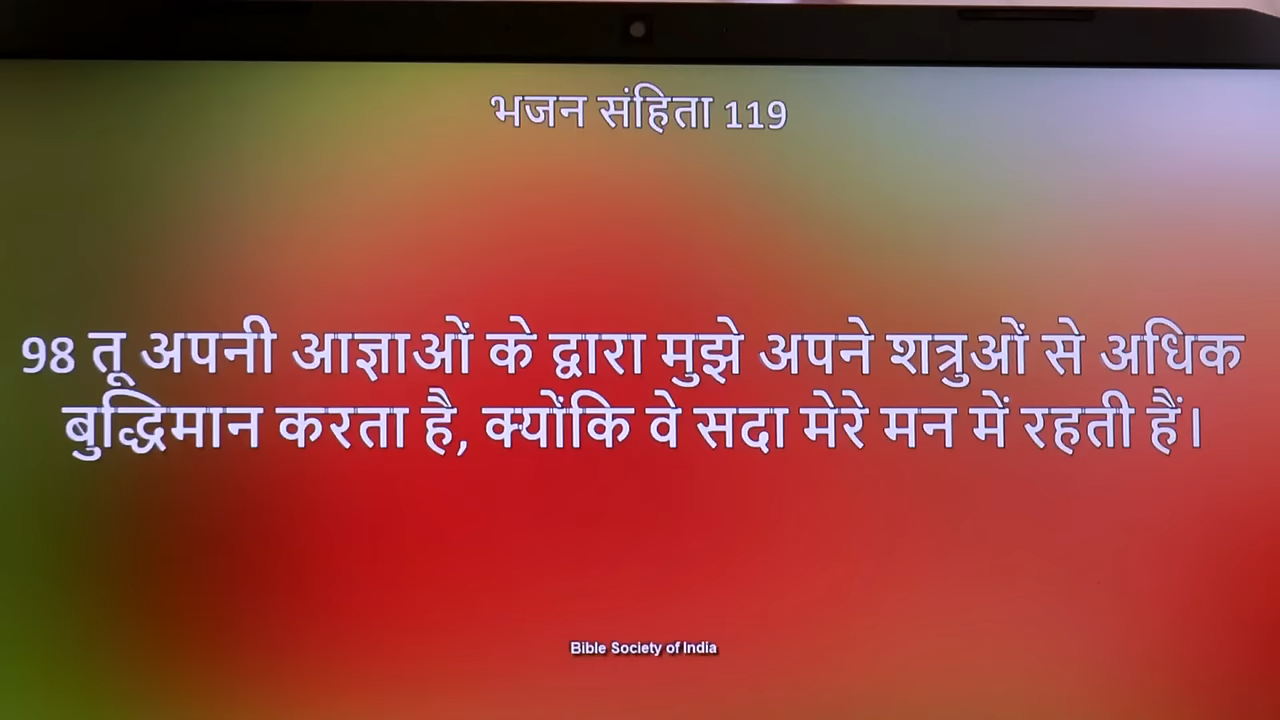 भजन संहिता 119
98 तू अपनी आज्ञाओं के द्वारा मुझे अपने शत्रुओं से अधिक
बुद्धिमान करता है, क्योंकि वे सदा मेरे मन में रहती हैं।
Bible Society of India